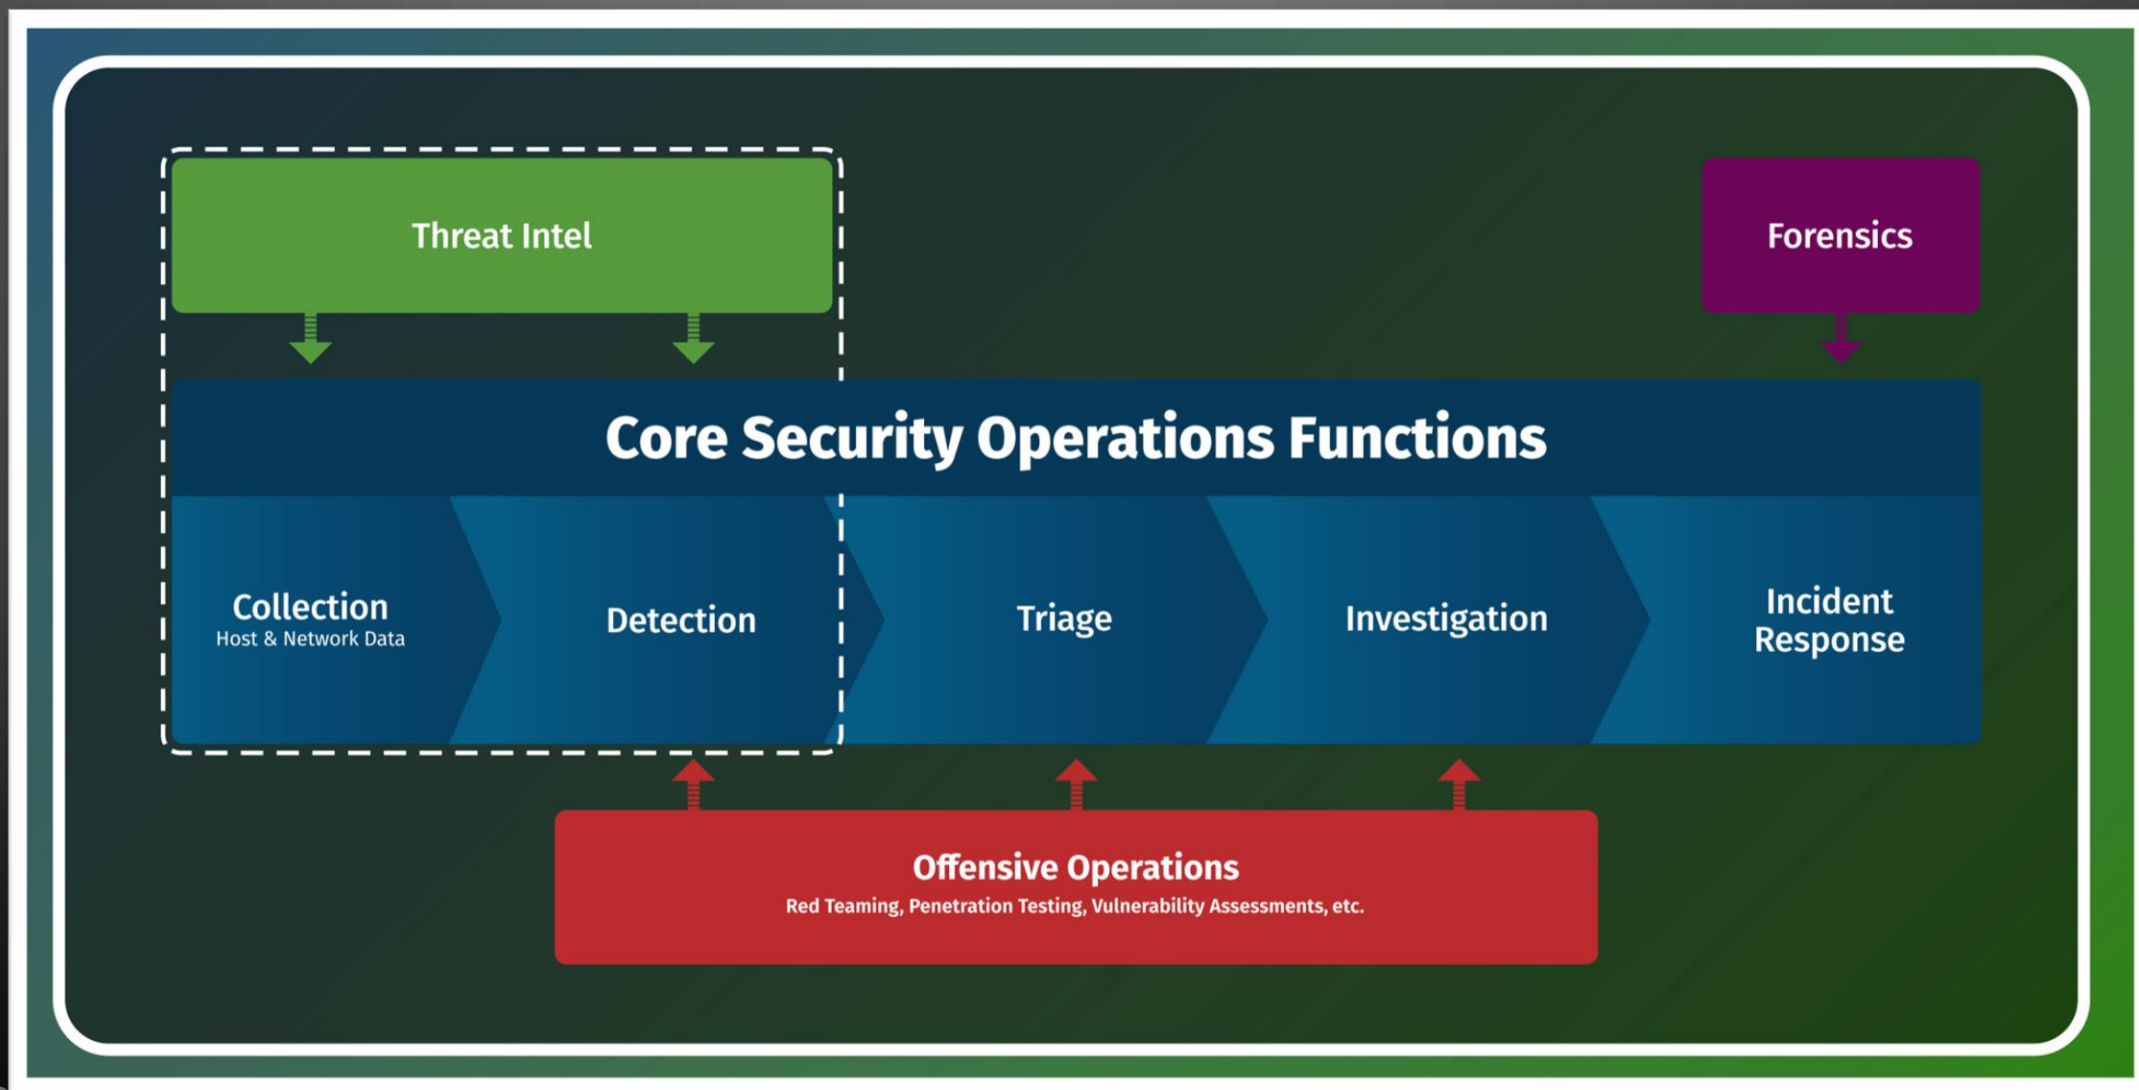 Threat Intel
Forensics
Core Security Operations Functions
Collection
Host & Network Data
Detection
Triage
Investigation
Incident
Response
Offensive Operations
Red Teaming, Penetration Testing, Vulnerability Assessments, etc.